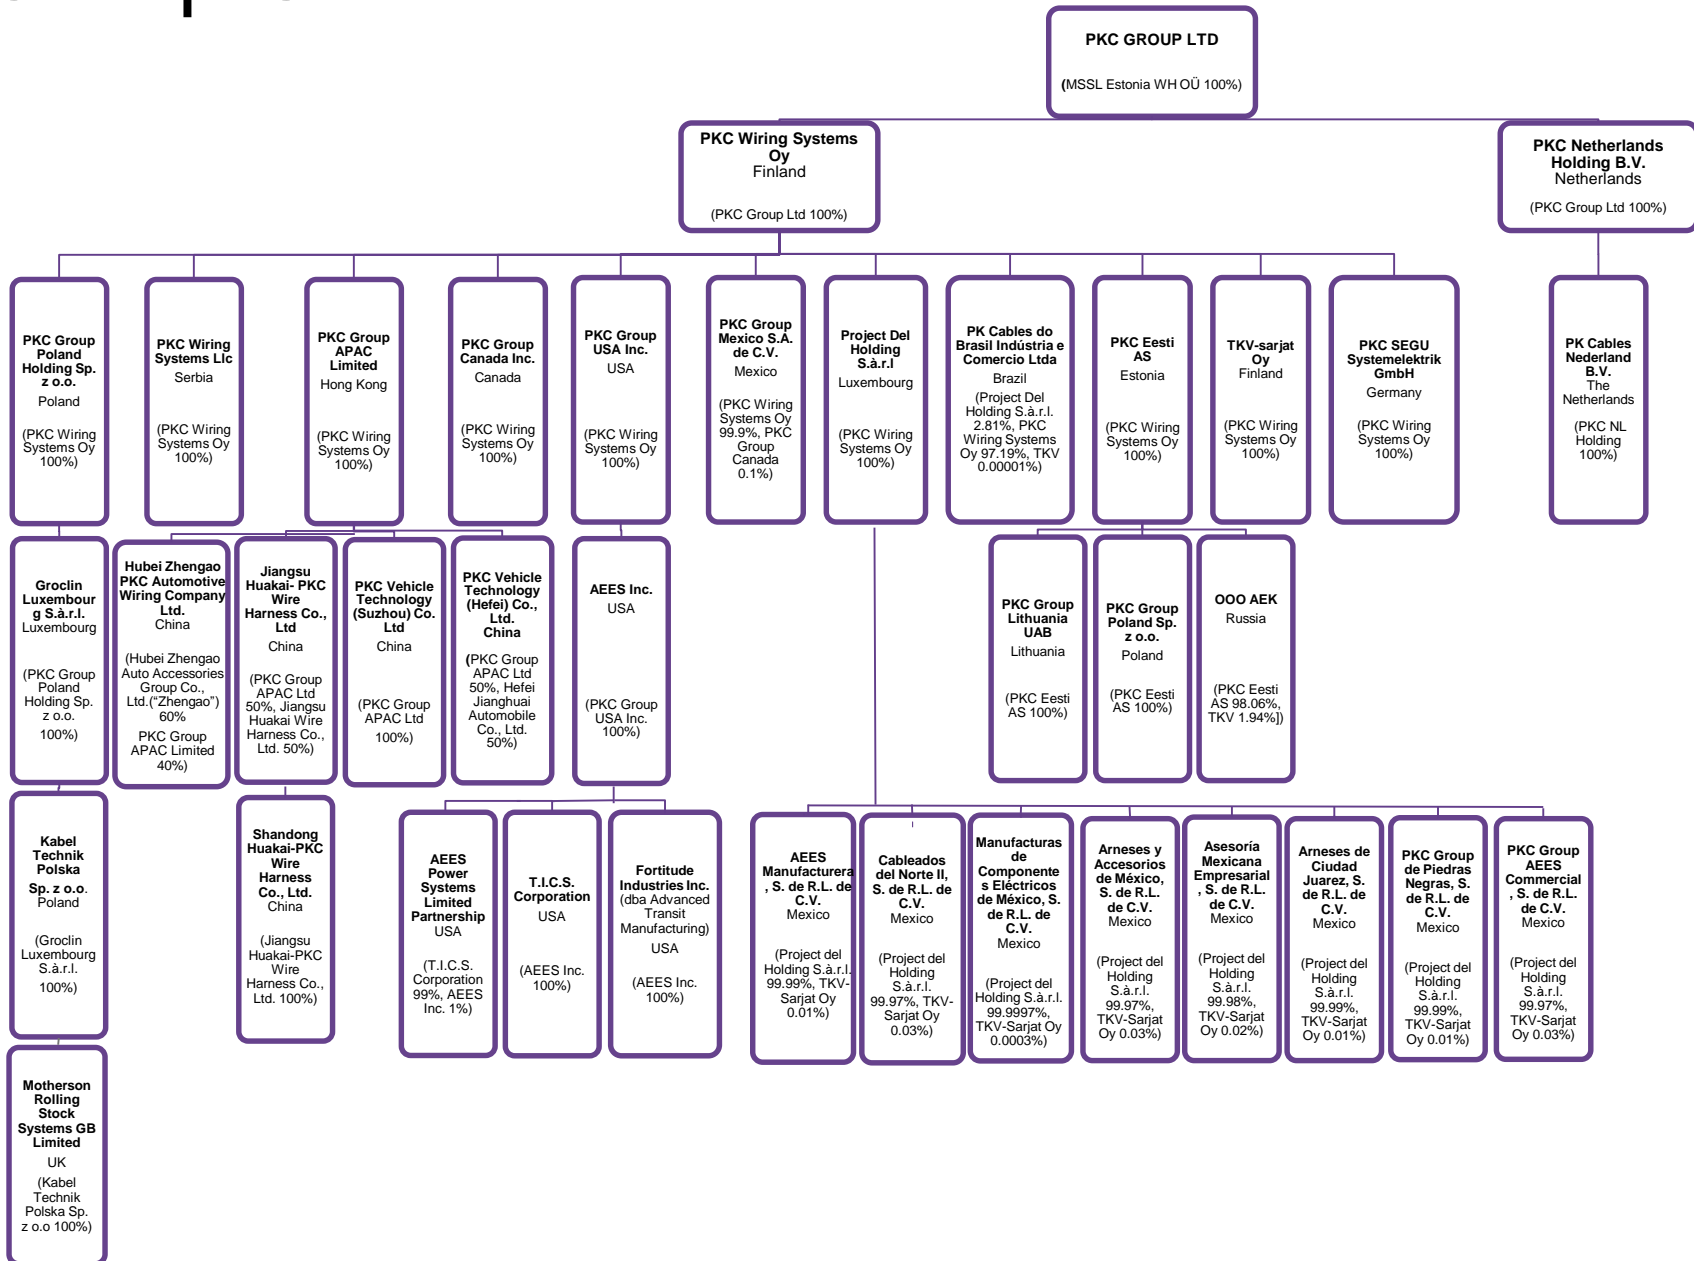 PKC GROUP LTD
(MSSL Estonia WH OÜ 100%)
PKC Wiring Systems
Oy
Finland
(PKC Group Ltd 100%)
PKC Netherlands
Holding B.V.
Netherlands
(PKC Group Ltd 100%)
PKC Group
Poland
Holding Sp.
z o.o.
Poland
(PKC Wiring
Systems Oy
100%)
PKC Wiring
Systems Llc
Serbia
(PKC Wiring
Systems Oy
100%)
PKC Group
APAC
Limited
Hong Kong
(PKC Wiring
Systems Oy
100%)
PKC Group
Canada Inc.
Canada
(PKC Wiring
Systems Oy
100%)
PKC Group
USA Inc.
USA
(PKC Wiring
Systems Oy
100%)
PKC Group
Mexico S.A.
de C.V.
Mexico
(PKC Wiring
Systems Oy
99.9%, PKC
Group
Canada
0.1%)
Project Del
Holding
S.à.r.l
Luxembourg
(PKC Wiring
Systems Oy
100%)
PK Cables do
Brasil Indústria e
Comercio Ltda
Brazil
(Project Del
Holding S.à.r.l.
2.81%, PKC
Wiring Systems
Oy 97.19%, TKV
0.00001%)
PKC Eesti
AS
Estonia
(PKC Wiring
Systems Oy
100%)
TKV-sarjat
Oy
Finland
(PKC Wiring
Systems Oy
100%)
PKC SEGU
Systemelektrik
GmbH
Germany
(PKC Wiring
Systems Oy
100%)
PK Cables
Nederland
B.V.
The
Netherlands
(PKC NL
Holding
100%)
Groclin
Luxembour
g S.à.r.l.
Luxembourg
(PKC Group
Poland
Holding Sp.
z o.o.
100%)
Hubei Zhengao
PKC Automotive
Wiring Company
Ltd.
China
(Hubei Zhengao
Auto Accessories
Group Co.,
Ltd.(“Zhengao”)
60%
PKC Group
APAC Limited
40%)
Jiangsu
Huakai- PKC
Wire
Harness Co.,
Ltd
China
(PKC Group
APAC Ltd
50%, Jiangsu
Huakai Wire
Harness Co.,
Ltd. 50%)
PKC Vehicle
Technology
(Suzhou) Co.
Ltd
China
(PKC Group
APAC Ltd
100%)
PKC Vehicle
Technology
(Hefei) Co.,
Ltd.
China
(PKC Group
APAC Ltd
50%, Hefei
Jianghuai
Automobile
Co., Ltd.
50%)
AEES Inc.
USA
(PKC Group
USA Inc.
100%)
PKC Group
Lithuania
UAB
Lithuania
(PKC Eesti
AS 100%)
PKC Group
Poland Sp.
z o.o.
Poland
(PKC Eesti
AS 100%)
OOO AEK
Russia
(PKC Eesti
AS 98.06%,
TKV 1.94%])
Kabel
Technik
Polska
Sp. z o.o.
Poland
(Groclin
Luxembourg
S.à.r.l.
100%)
Shandong
Huakai-PKC
Wire
Harness
Co., Ltd.
China
(Jiangsu
Huakai-PKC
Wire
Harness Co.,
Ltd. 100%)
AEES
Power
Systems
Limited
Partnership
USA
(T.I.C.S.
Corporation
99%, AEES
Inc. 1%)
T.I.C.S.
Corporation
USA
(AEES Inc.
100%)
Fortitude
Industries Inc.
(dba Advanced
Transit
Manufacturing)
USA
(AEES Inc.
100%)
AEES
Manufacturera
, S. de R.L. de
C.V.
Mexico
(Project del
Holding S.à.r.l.
99.99%, TKV-
Sarjat Oy
0.01%)
Cableados
del Norte II,
S. de R.L. de
C.V.
Mexico
(Project del
Holding
S.à.r.l.
99.97%, TKV-
Sarjat Oy
0.03%)
Manufacturas
de
Componente
s Eléctricos
de México, S.
de R.L. de
C.V.
Mexico
(Project del
Holding S.à.r.l.
99.9997%,
TKV-Sarjat Oy
0.0003%)
Arneses y
Accesorios
de México,
S. de R.L. de
C.V.
Mexico
(Project del
Holding
S.à.r.l.
99.97%,
TKV-Sarjat
Oy 0.03%)
Asesoría
Mexicana
Empresarial
, S. de R.L.
de C.V.
Mexico
(Project del
Holding
S.à.r.l.
99.98%,
TKV-Sarjat
Oy 0.02%)
Arneses de
Ciudad
Juarez, S.
de R.L. de
C.V.
Mexico
(Project del
Holding
S.à.r.l.
99.99%,
TKV-Sarjat
Oy 0.01%)
PKC Group
de Piedras
Negras, S.
de R.L. de
C.V.
Mexico
(Project del
Holding
S.à.r.l.
99.99%,
TKV-Sarjat
Oy 0.01%)
PKC Group
AEES
Commercial
, S. de R.L.
de C.V.
Mexico
(Project del
Holding
S.à.r.l.
99.97%,
TKV-Sarjat
Oy 0.03%)
Motherson
Rolling
Stock
Systems GB
Limited
UK
(Kabel
Technik
Polska Sp.
z o.o 100%)